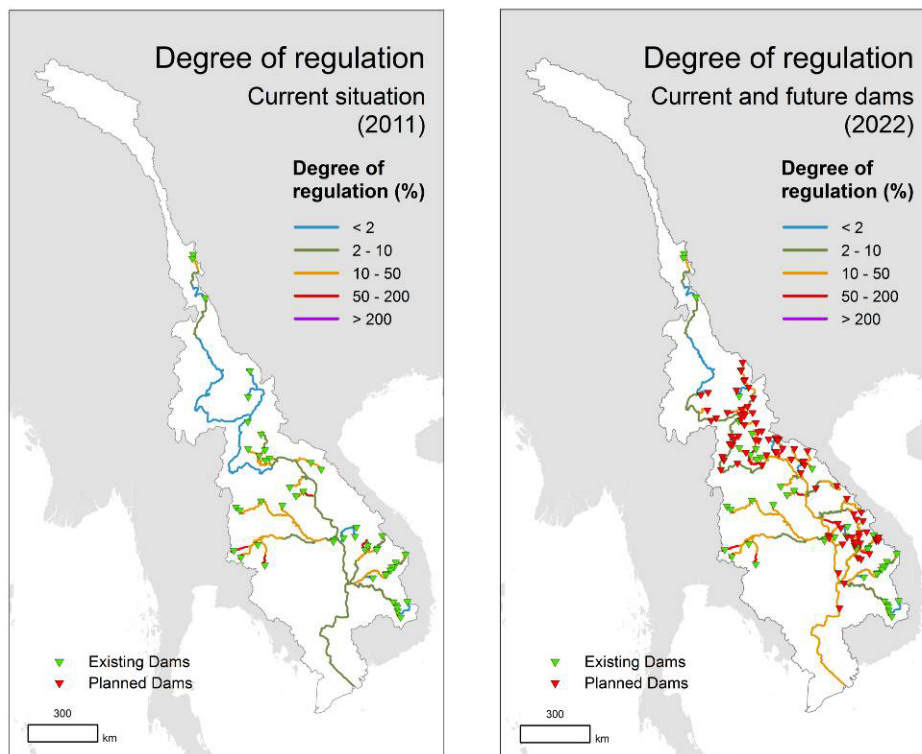 Degree of regulation
Current situation
(2011)
Degree of
regulation (%)
< 2
2 - 10
10 - 50
50 - 200
> 200
Existing Dams
Planned Dams
300
km
Degree of regulation
Current and future dams
(2022)
Degree of
regulation (%)
< 2
2 - 10
10 - 50
50 - 200
> 200
Existing Dams
Planned Dams
300
km